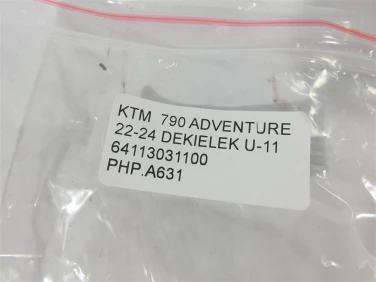 KTM 790 ADVENTURE
22-24 DEKIELEK U-11
64113031100
PHP.A631